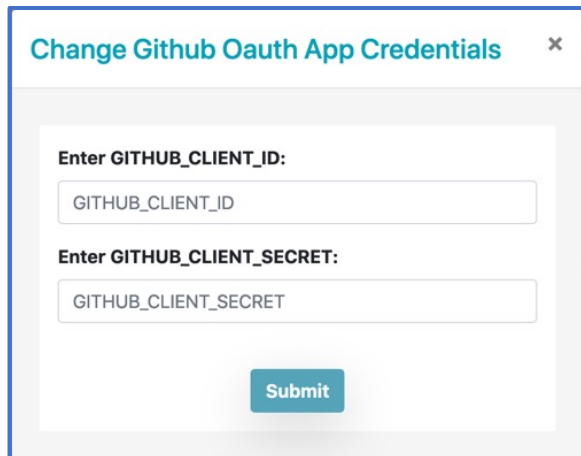 Change Github Oauth App Credentials ×
Enter GITHUB_CLIENT_ID:
GITHUB_CLIENT_ID
Enter GITHUB_CLIENT_SECRET:
GITHUB_CLIENT_SECRET
Submit